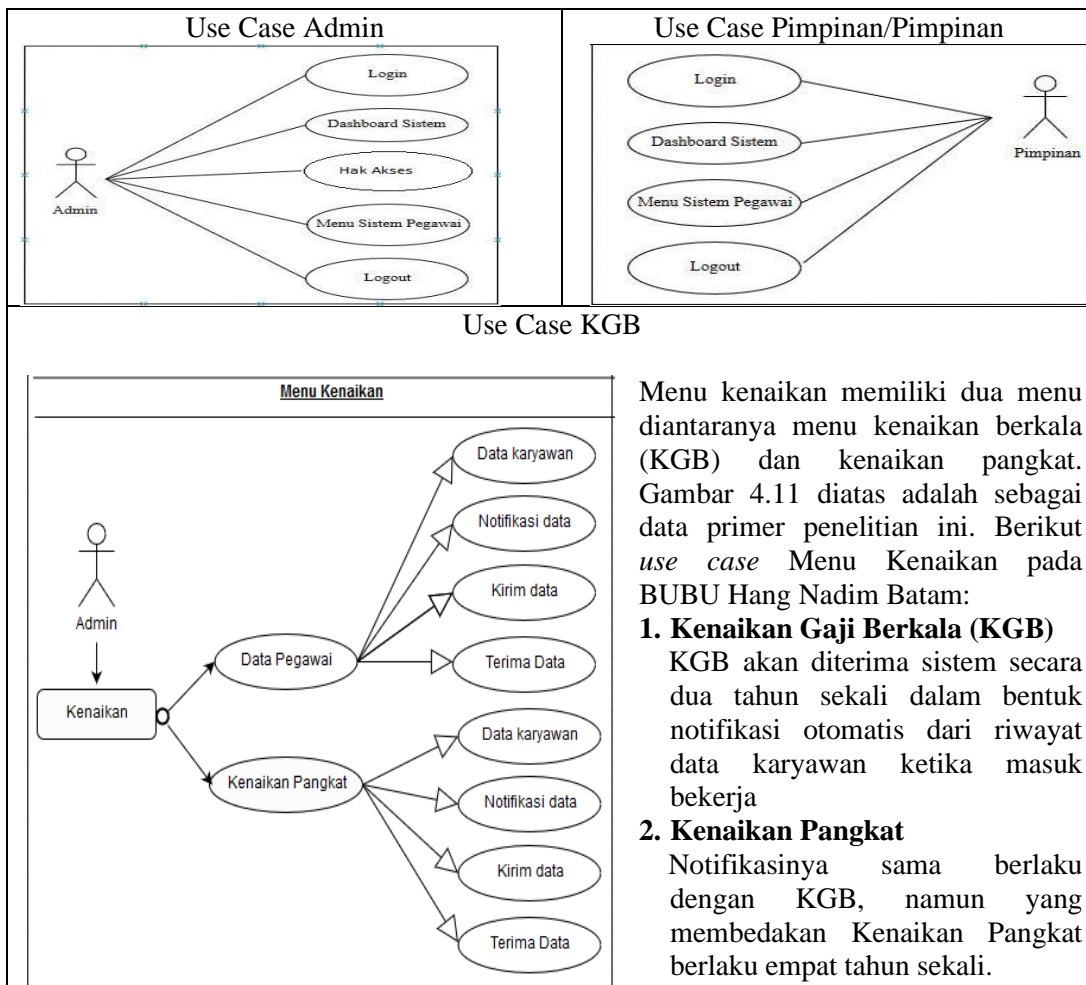 Use Case Admin
Login
Dashboard Sistem
Hak Akses
Menu Sistem Pegawai
Logout
Admin
Use Case Pimpinan/Pimpinan
Login
Dashboard Sistem
Menu Sistem Pegawai
Logout
Pimpinan
Use Case KGB
Menu Kenaikan
Admin
Kenaikan
Data Pegawai
Data karyawan
Notifikasi data
Kirim data
Terima Data
Kenaikan Pangkat
Data karyawan
Notifikasi data
Kirim data
Terima Data
Menu kenaikan memiliki dua menu
diantaranya menu kenaikan berkala
(KGB) dan kenaikan pangkat.
Gambar 4.11 diatas adalah sebagai
data primer penelitian ini. Berikut
use case Menu Kenaikan pada
BUBU Hang Nadim Batam:
1. Kenaikan Gaji Berkala (KGB)
KGB akan diterima sistem secara
dua tahun sekali dalam bentuk
notifikasi otomatis dari riwayat
data karyawan ketika masuk
bekerja
2. Kenaikan Pangkat
Notifikasinya sama berlaku
dengan KGB, namun yang
membedakan Kenaikan Pangkat
berlaku empat tahun sekali.